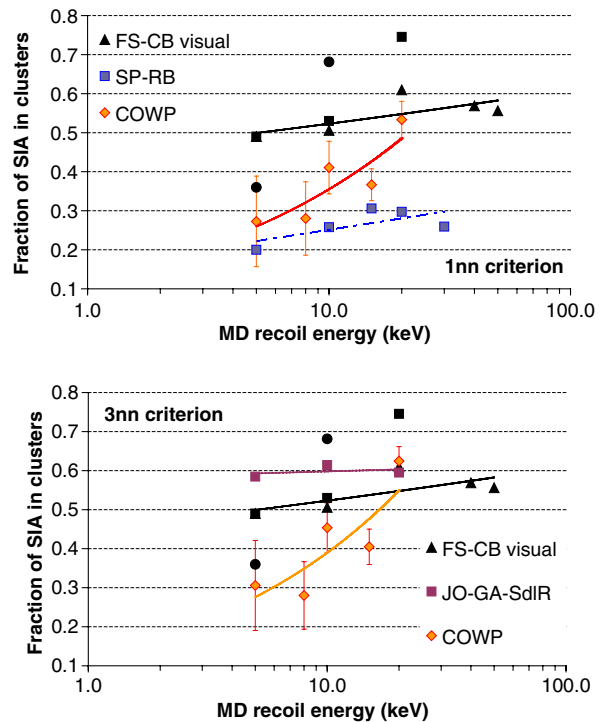 0.8
FS-CB visual
0.7
SP-RB
0.6
COWP
0.5
0.4
0.3
0.2
1nn criterion
0.1
1.0
10.0
100.0
MD recoil energy (keV)
Fraction of SIA in clusters
0.8
3nn criterion
0.7
0.6
0.5
0.4
FS-CB visual
JO-GA-SdlR
0.3
COWP
0.2
0.1
1.0
10.0
100.0
MD recoil energy (keV)
Fraction of SIA in clusters